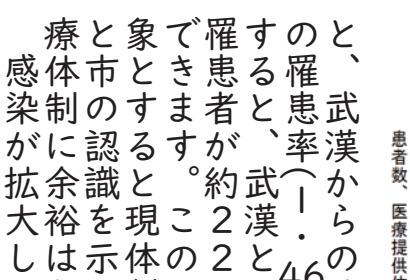 患者数、医療提供体
と、武漢からの
の罹患率(1・46
すると、武漢と
罹患者が約22
できます。この
象とすると現体
と市の認識を示
療体制に余裕は
感染が拡大し